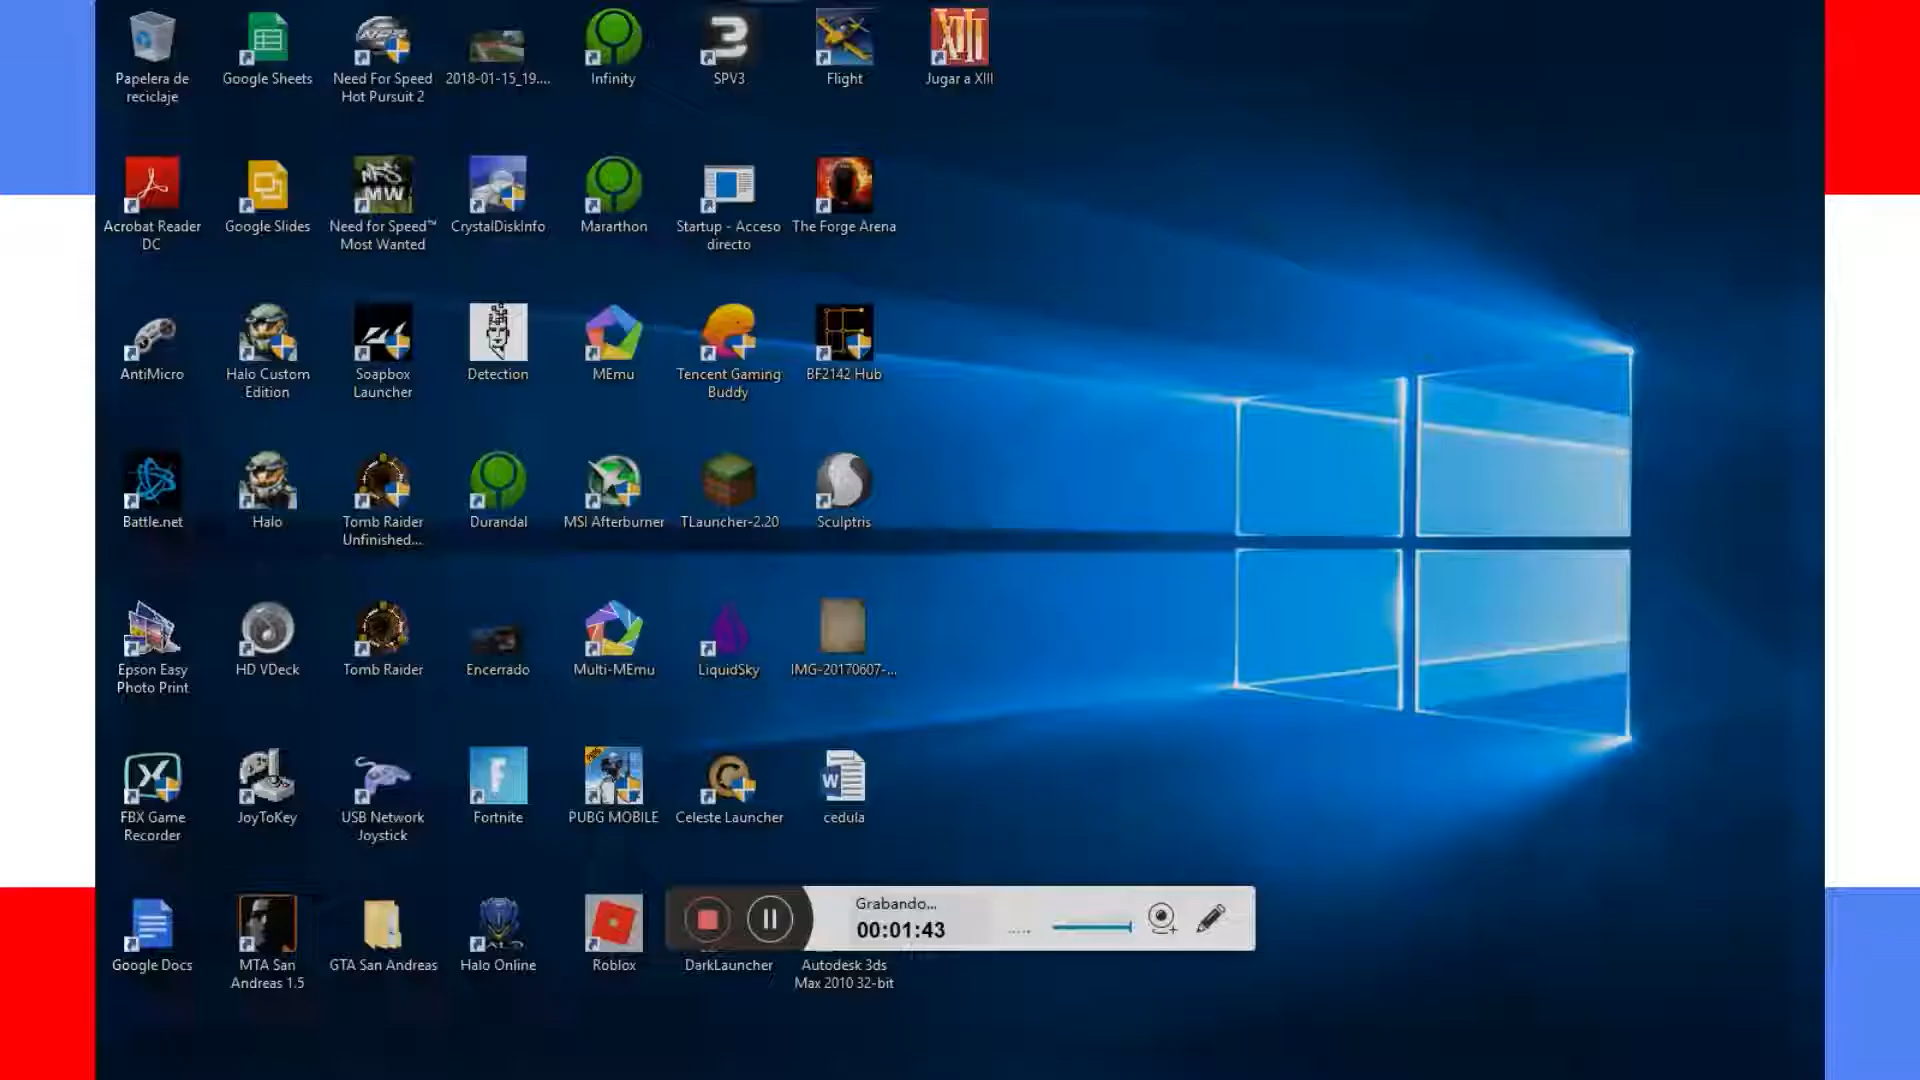 Papelera de
reciclaje
Google Sheets
Need For Speed
Hot Pursuit 2
2018-01-15_19....
Infinity
SPV3
Flight
Jugar a XIII
Acrobat Reader
DC
Google Slides
Need for Speed™
Most Wanted
CrystalDiskInfo
Mararthon
Startup - Acceso
directo
The Forge Arena
AntiMicro
Halo Custom
Edition
Soapbox
Launcher
Detection
MEmu
Tencent Gaming
Buddy
BF2142 Hub
Battle.net
Halo
Tomb Raider
Unfinished...
Durandal
MSI Afterburner
TLauncher-2.20
Sculptris
Epson Easy
Photo Print
HD VDeck
Tomb Raider
Encerrado
Multi-MEmu
LiquidSky
IMG-20170607-...
FBX Game
Recorder
JoyToKey
USB Network
Joystick
Fortnite
PUBG MOBILE
Celeste Launcher
cedula
Google Docs
MTA San
Andreas 1.5
GTA San Andreas
Halo Online
Roblox
DarkLauncher
Autodesk 3ds
Max 2010 32-bit
Grabando...
00:01:43